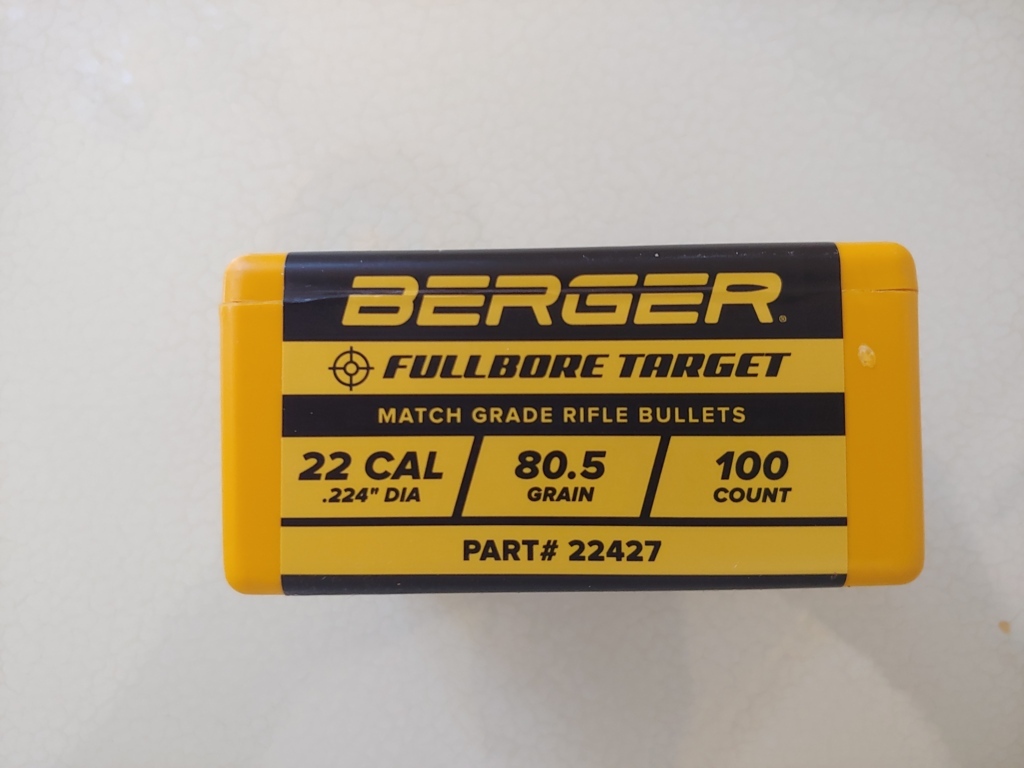 BERGER®
FULLBORE TARGET
MATCH GRADE RIFLE BULLETS
22 CAL 80.5 100
.224" DIA GRAIN COUNT
PART# 22427